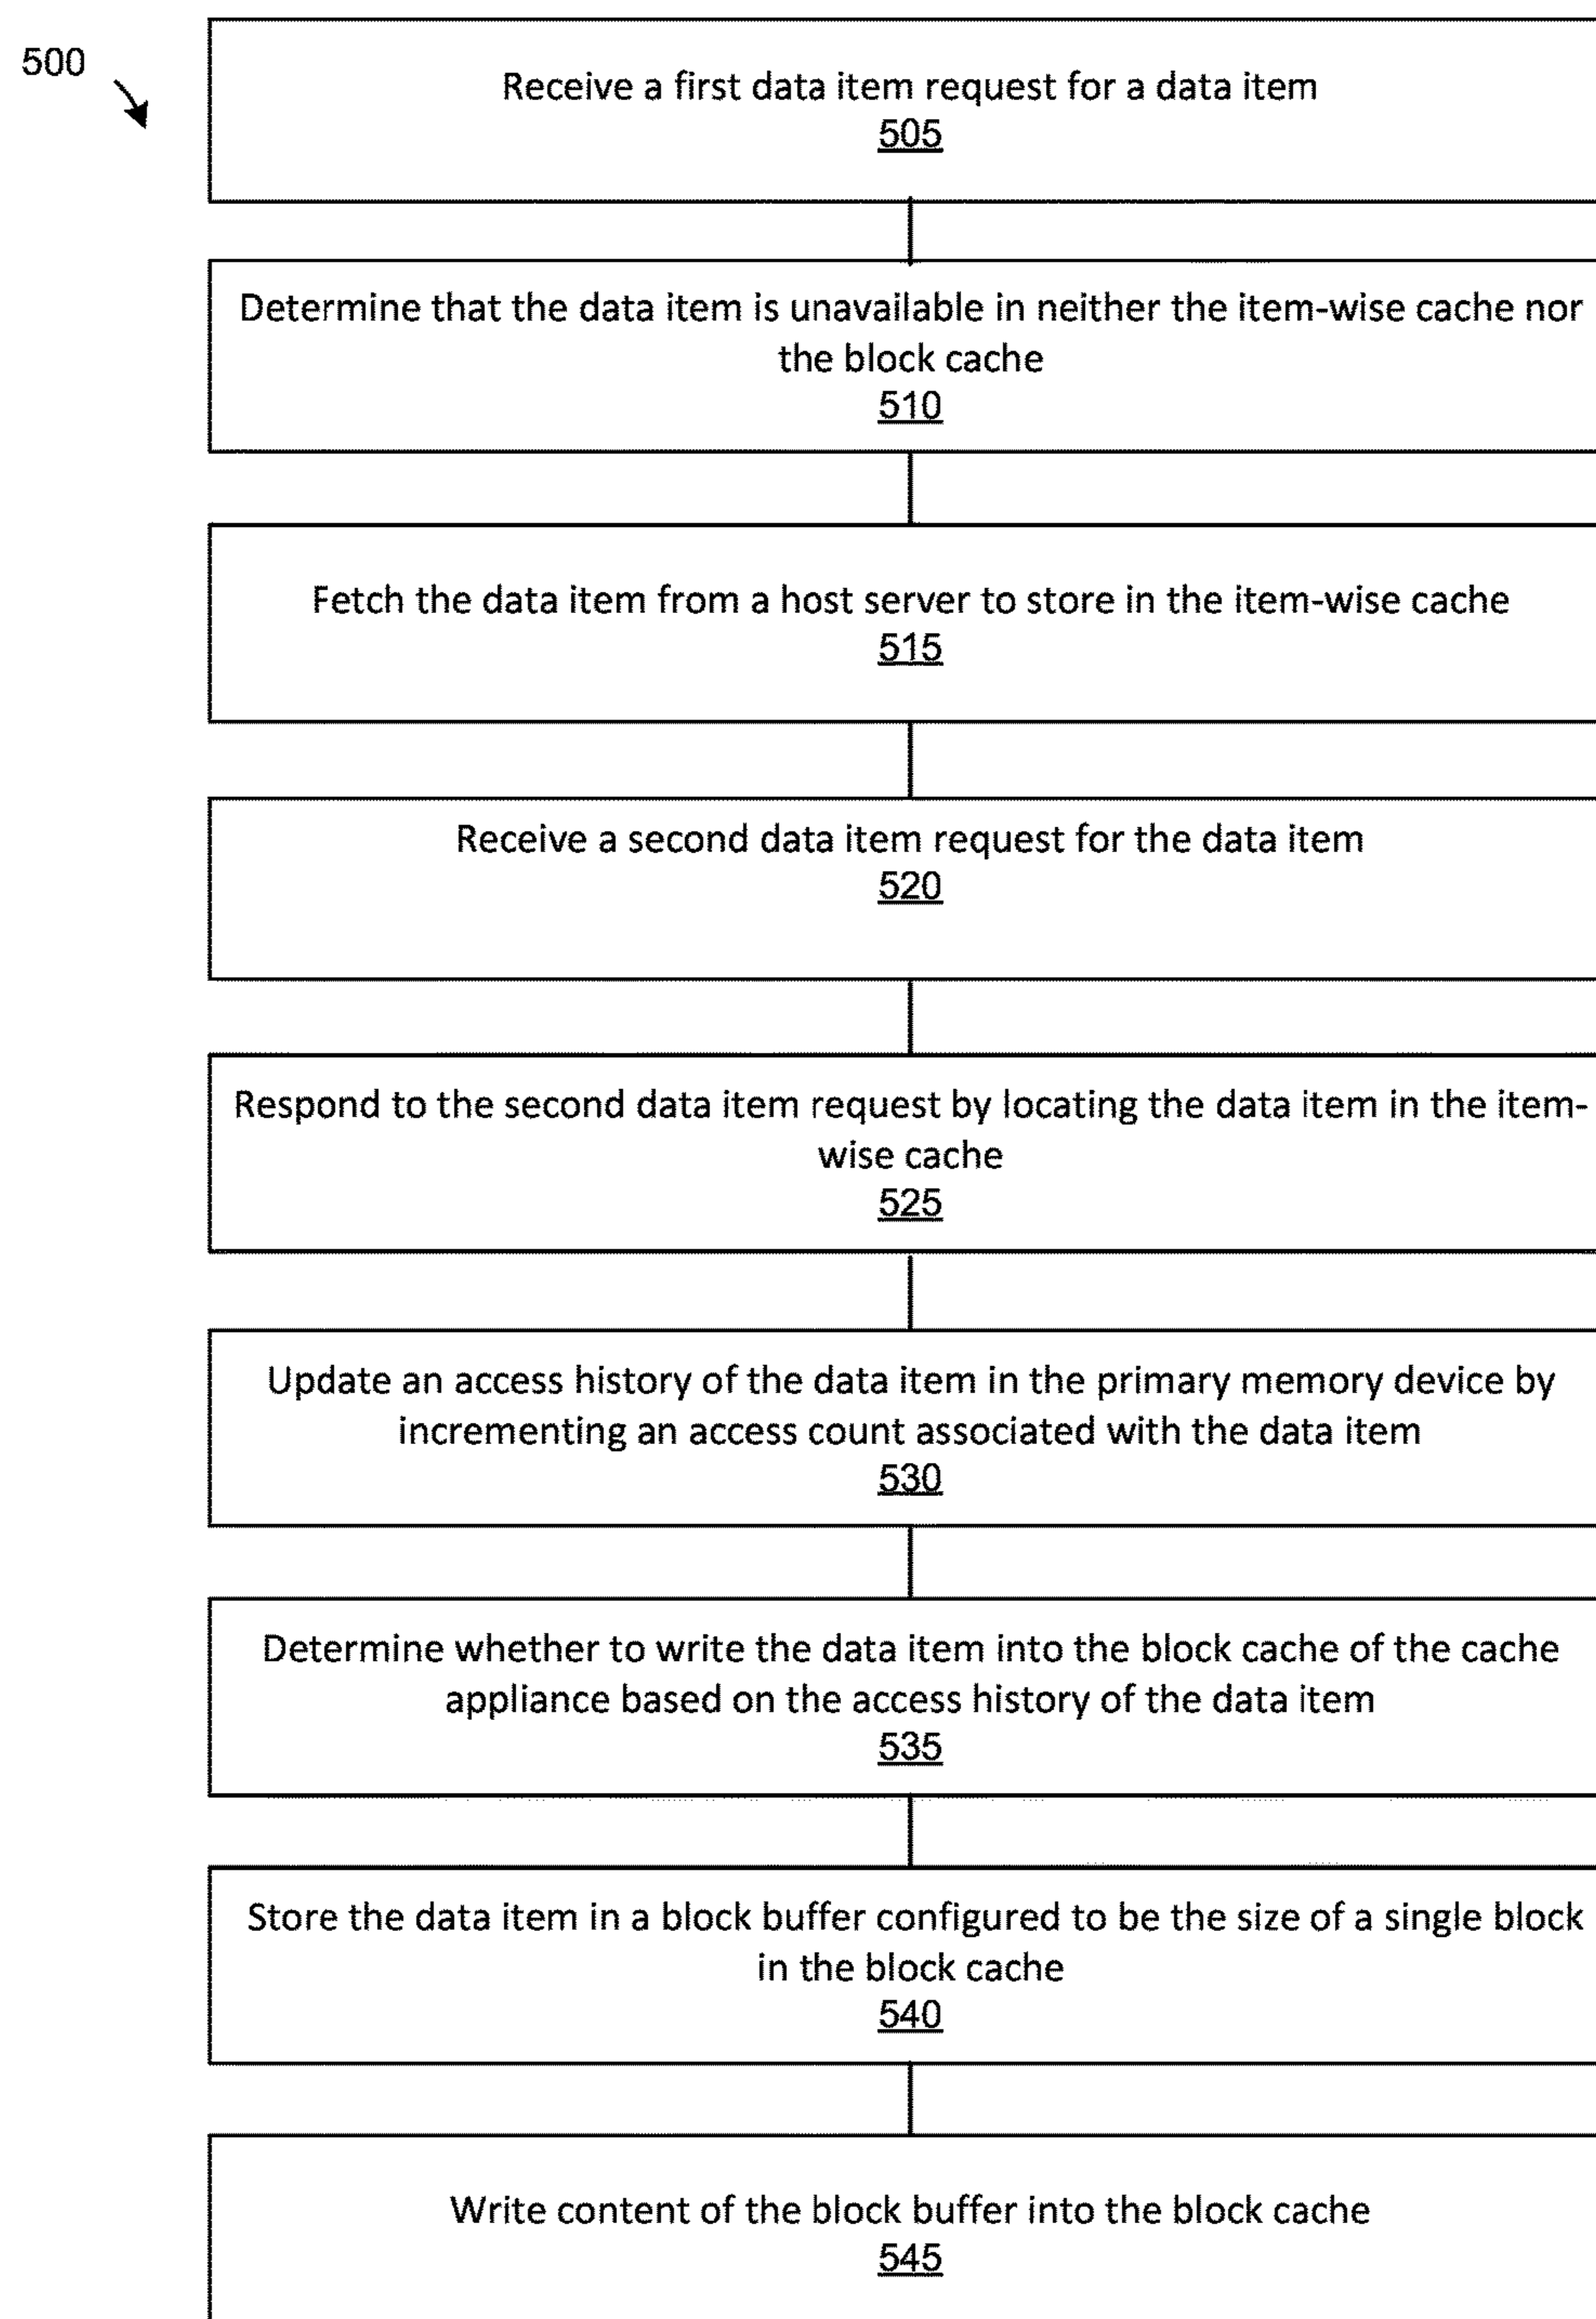 500
Receive a first data item request for a data item
505
Determine that the data item is unavailable in neither the item-wise cache nor
the block cache
510
Fetch the data item from a host server to store in the item-wise cache
515
Receive a second data item request for the data item
520
Respond to the second data item request by locating the data item in the item-
wise cache
525
Update an access history of the data item in the primary memory device by
incrementing an access count associated with the data item
530
Determine whether to write the data item into the block cache of the cache
appliance based on the access history of the data item
535
Store the data item in a block buffer configured to be the size of a single block
in the block cache
540
Write content of the block buffer into the block cache
545